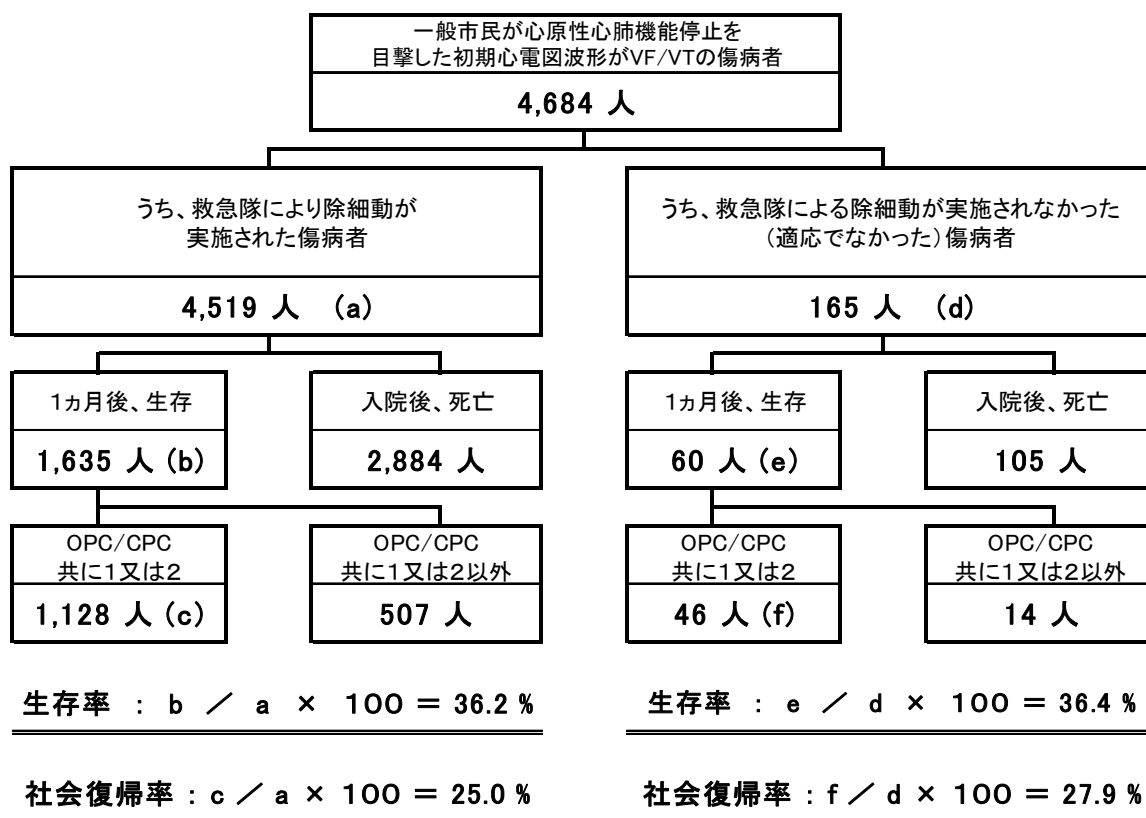 一般市民が心原性心肺機能停止を
目撃した初期心電図波形がVF/VTの傷病者
4,684 人
うち、救急隊により除細動が
実施された傷病者
4,519 人 (a)
うち、救急隊による除細動が実施されなかった
(適応でなかった)傷病者
165 人 (d)
1ヵ月後、生存
1,635 人 (b)
入院後、死亡
2,884 人
1ヵ月後、生存
60 人 (e)
入院後、死亡
105 人
OPC/CPC
共に1又は2
1,128 人 (c)
OPC/CPC
共に1又は2以外
507 人
OPC/CPC
共に1又は2
46 人 (f)
OPC/CPC
共に1又は2以外
14 人
生存率 : b / a × 100 = 36.2 %
生存率 : e / d × 100 = 36.4 %
社会復帰率 : c / a × 100 = 25.0 %
社会復帰率 : f / d × 100 = 27.9 %